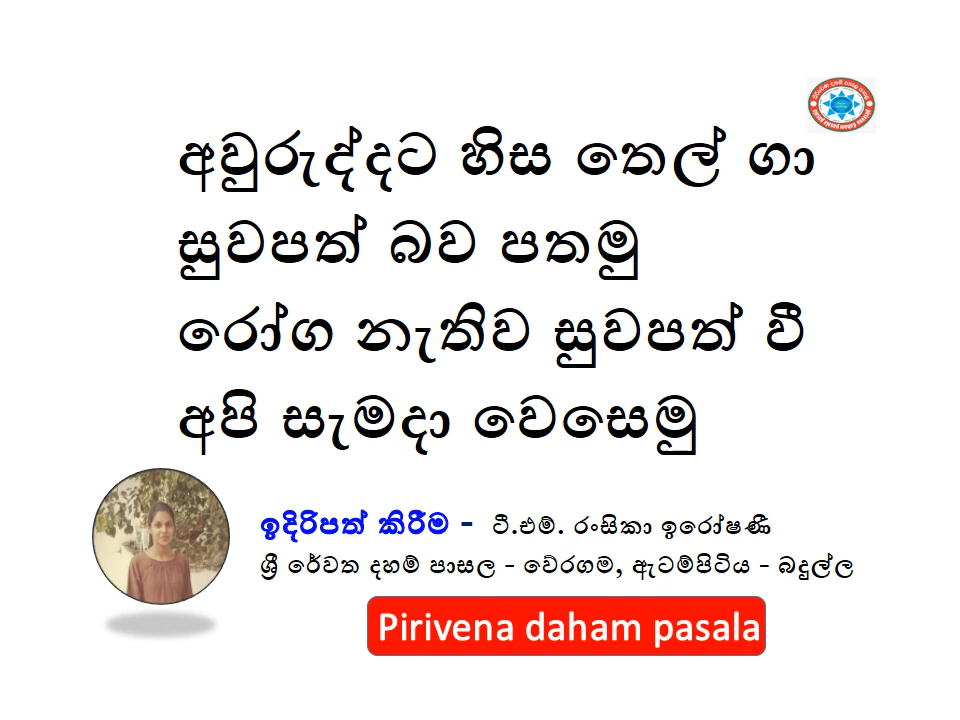 අවුරුද්දට හිස තෙල් ගා
සුවපත් බව පතමු
රෝග නැතිව සුවපත් වී
අපි සැමදා වෙසෙමු
ඉදිරිපත් කිරීම - ටී.එම්. රංසිකා ඉරෝෂණී
ශ්‍රී රේවත දහම් පාසල - වේරගම, ඇටම්පිටිය - බදුල්ල
Pirivena daham pasala